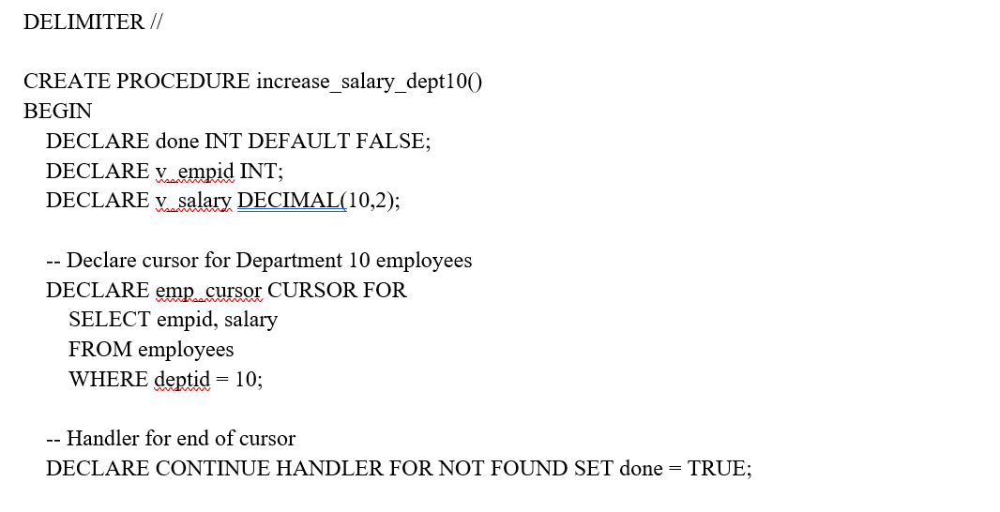 DELIMITER //
CREATE PROCEDURE increase_salary_dept10()
BEGIN
DECLARE done INT DEFAULT FALSE;
DECLARE v_empid INT;
DECLARE v_salary DECIMAL(10,2);
-- Declare cursor for Department 10 employees
DECLARE emp_cursor CURSOR FOR
SELECT empid, salary
FROM employees
WHERE deptid = 10;
-- Handler for end of cursor
DECLARE CONTINUE HANDLER FOR NOT FOUND SET done = TRUE;